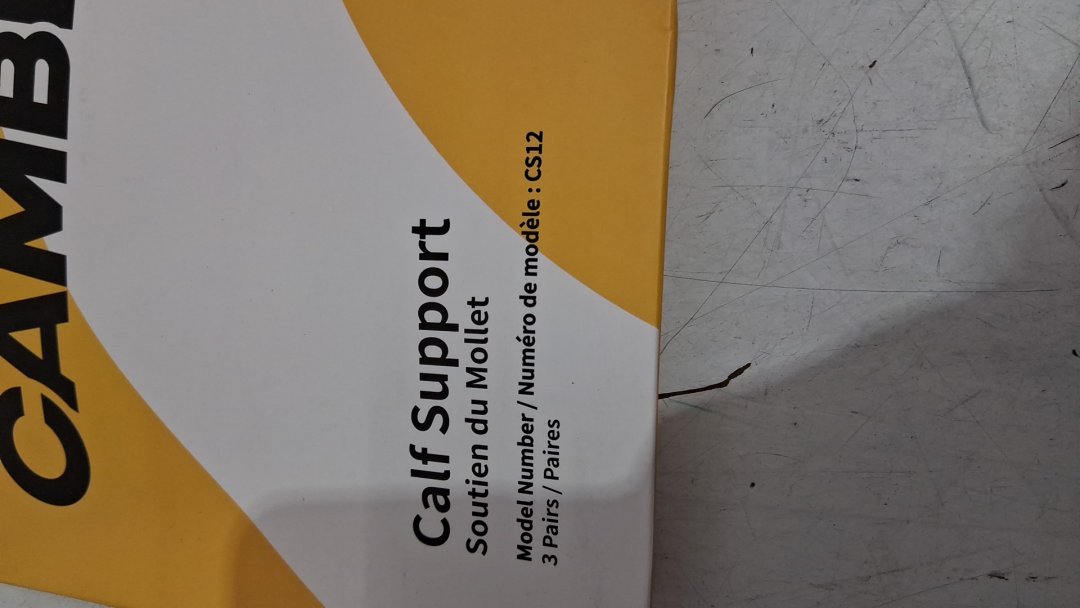 Calf Support
Soutien du Mollet
Model Number / Numéro de modèle : CS12
3 Pairs / Paires